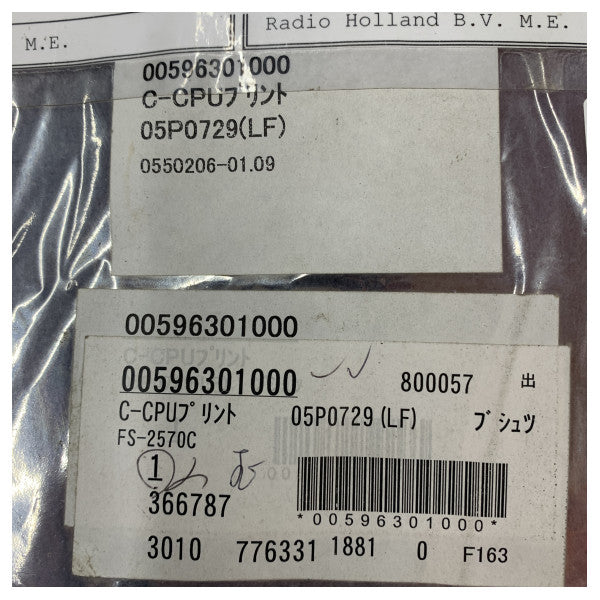 M.E.
Radio Holland B.V. M.E.
00596301000
C-CPUプリント
05P0729(LF)
0550206-01.09
00596301000
C-CPUプリント
00596301000 800057 出
C-CPUプリント 05P0729(LF) ブシュツ
FS-2570C
1
366787
*00596301000*
3010 776331 1881 0 F163